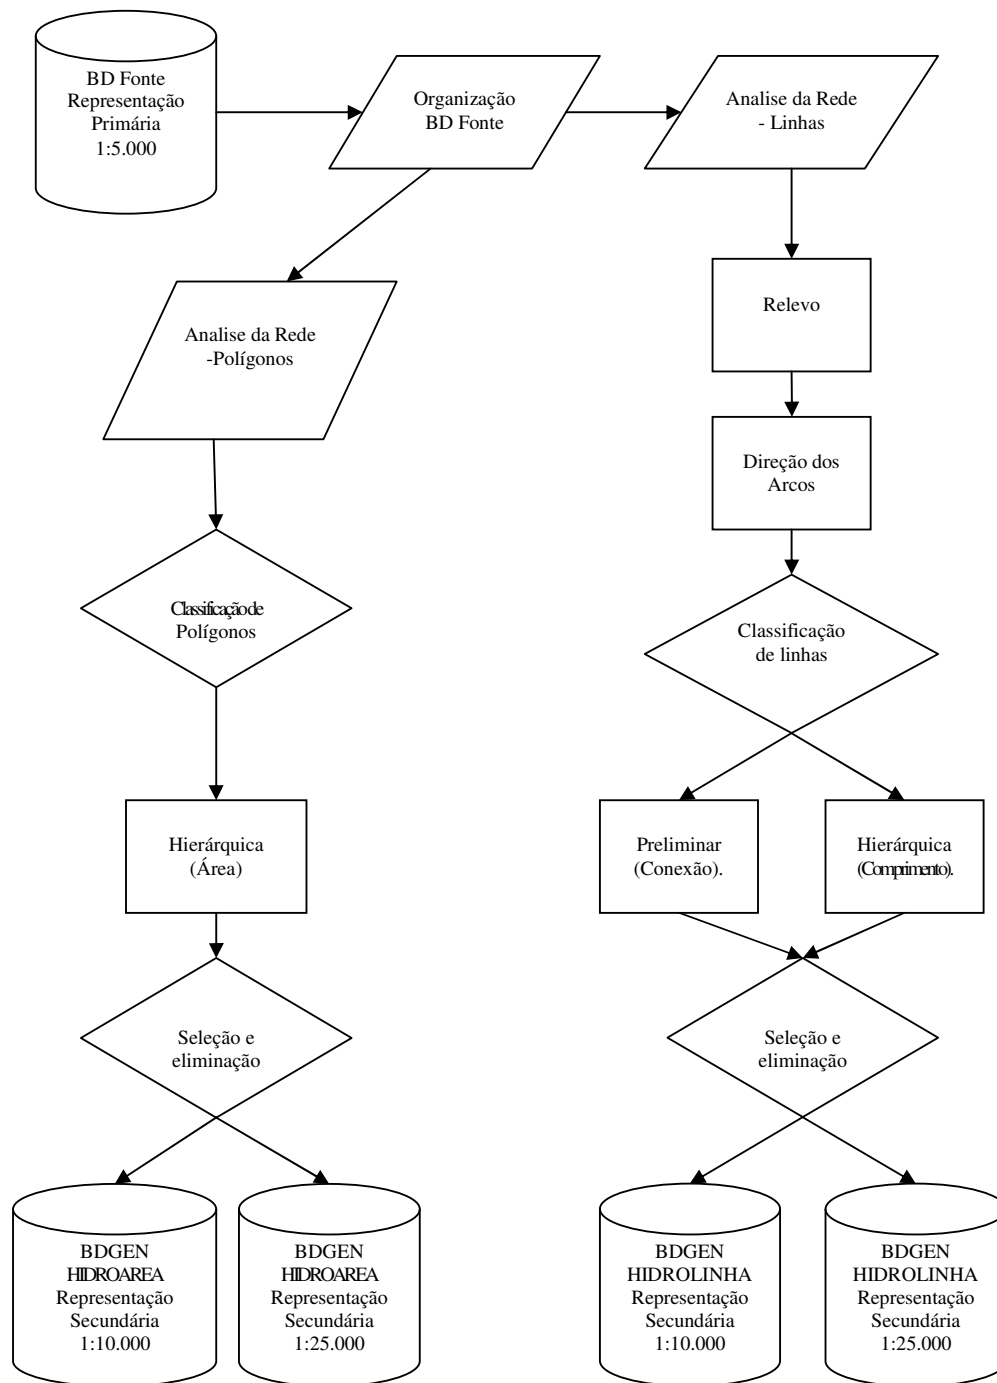 BD Fonte
Representação
Primária
1:5.000
Organização
BD Fonte
Analise da Rede
- Linhas
Relevo
Analise da Rede
-Polígonos
Direção dos
Arcos
Classificação de
Polígonos
Classificação
de linhas
Hierárquica
(Área)
Preliminar
(Conexão).
Hierárquica
(Comprimento).
Seleção e
eliminação
Seleção e
eliminação
BDGEN
HIDROAREA
Representação
Secundária
1:10.000
BDGEN
HIDROAREA
Representação
Secundária
1:25.000
BDGEN
HIDROLINHA
Representação
Secundária
1:10.000
BDGEN
HIDROLINHA
Representação
Secundária
1:25.000